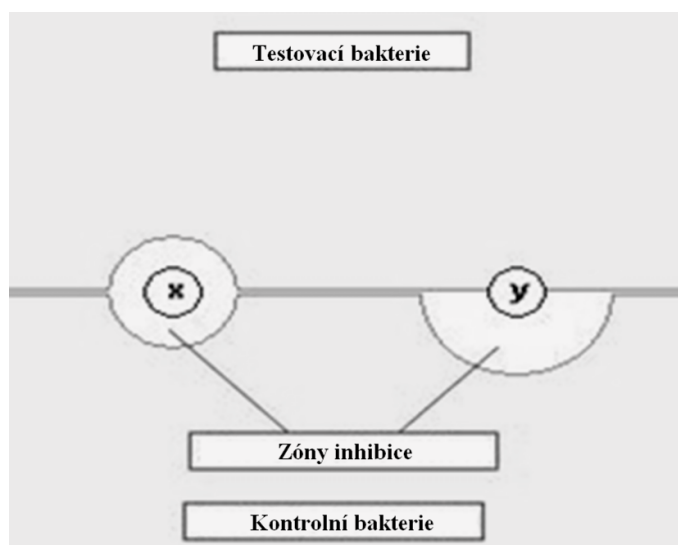 Testovací bakterie
x
y
Zóny inhibice
Kontrolní bakterie